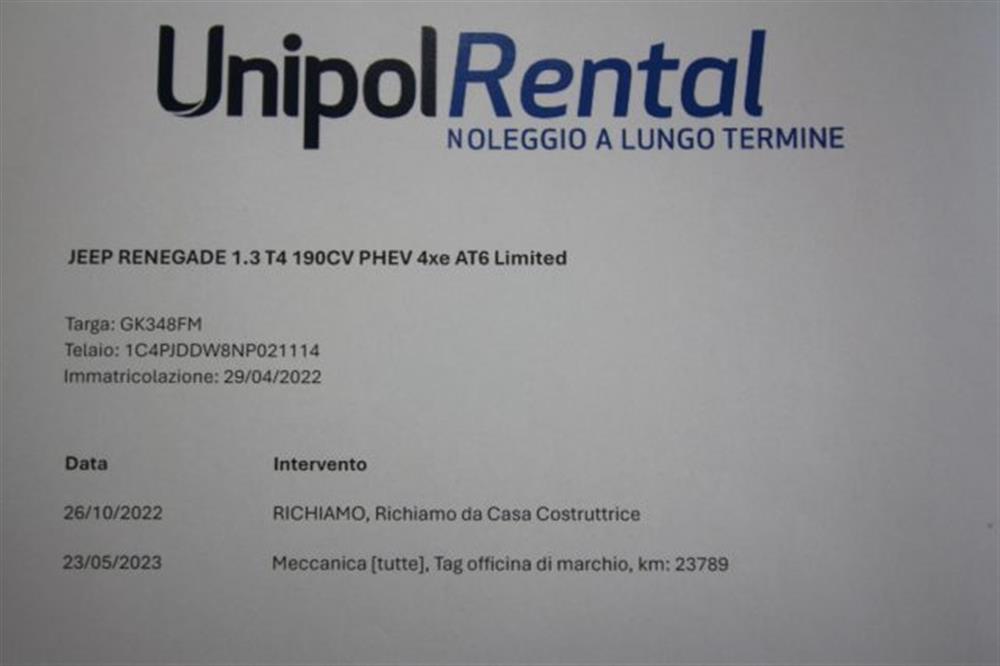 UnipolRental
NOLEGGIO A LUNGO TERMINE
JEEP RENEGADE 1.3 T4 190CV PHEV 4xe AT6 Limited
Targa: GK348FM
Telaio: 1C4PJDDW8NP021114
Immatricolazione: 29/04/2022
Data Intervento
26/10/2022 RICHIAMO, Richiamo da Casa Costruttrice
23/05/2023 Meccanica [tutte], Tag officina di marchio, km: 23789